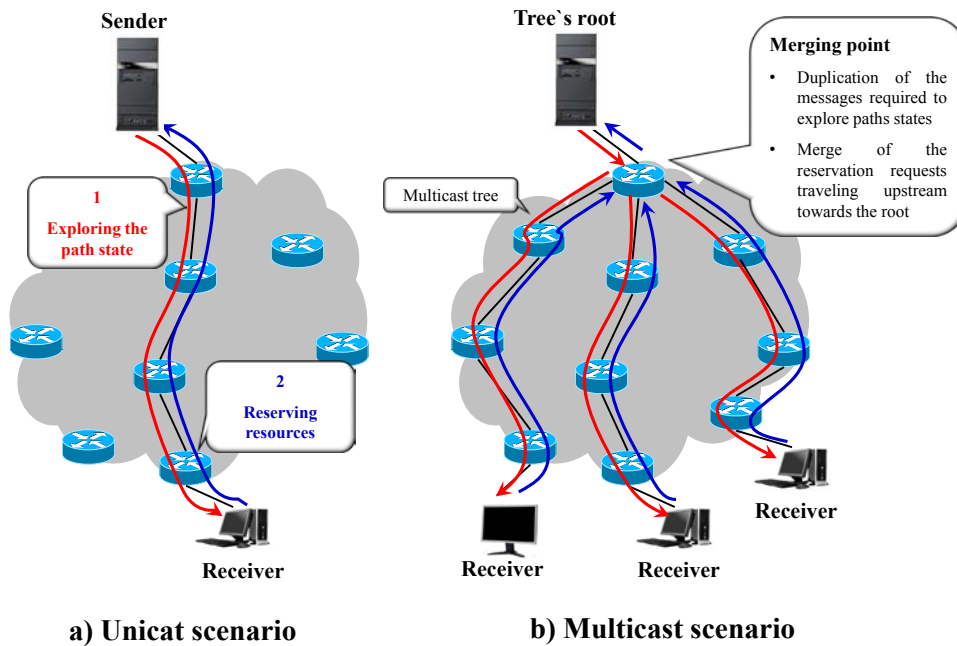 Sender
1
Exploring the
path state
2
Reserving
resources
Receiver
a) Unicat scenario
Tree`s root
Merging point
• Duplication of the
messages required to
explore paths states
• Merge of the
reservation requests
traveling upstream
towards the root
Multicast tree
Receiver
Receiver
Receiver
b) Multicast scenario